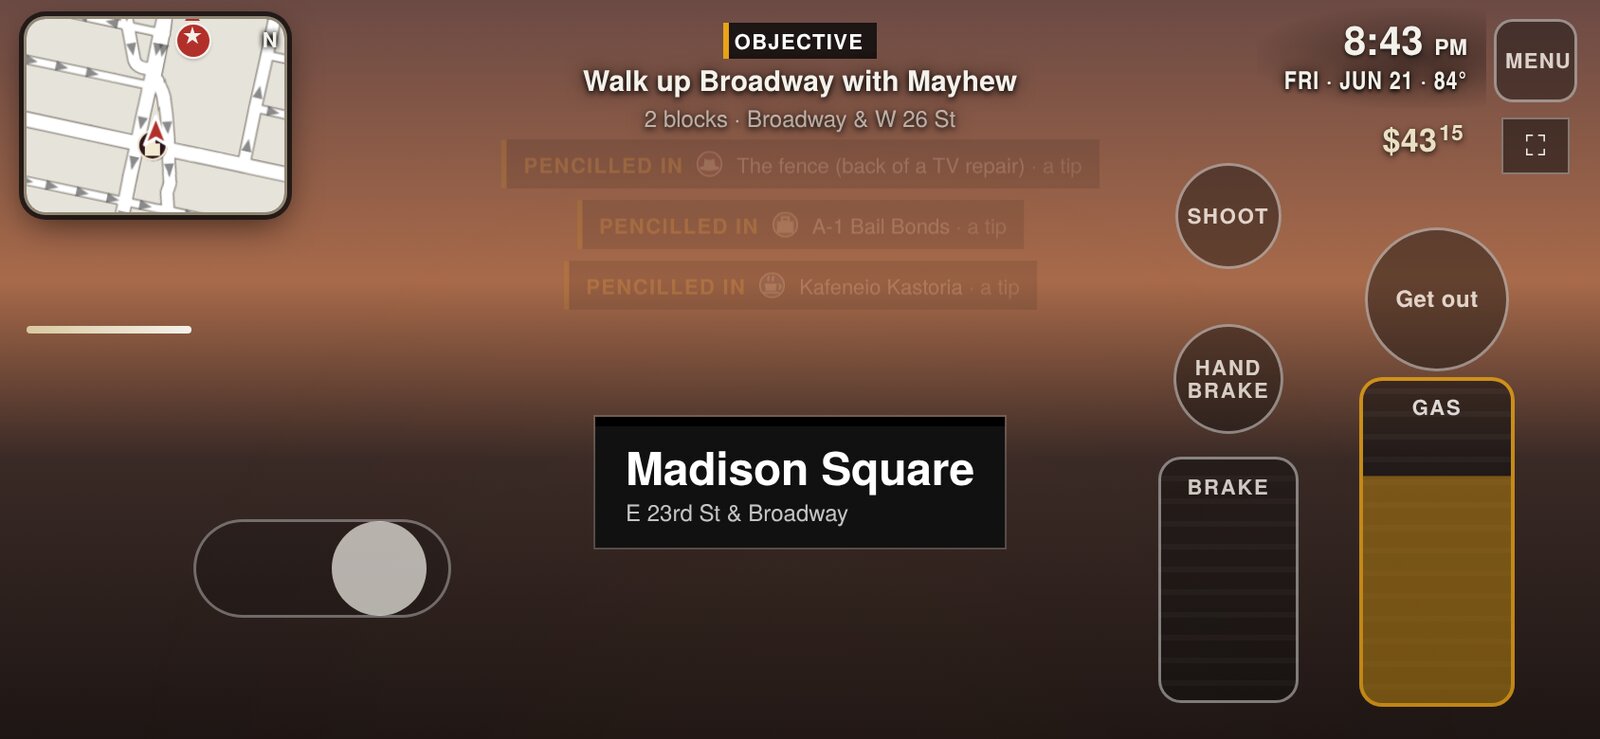 N
OBJECTIVE
Walk up Broadway with Mayhew
2 blocks · Broadway & W 26 St
PENCILLED IN The fence (back of a TV repair) · a tip
PENCILLED IN A-1 Bail Bonds · a tip
PENCILLED IN Kafeneio Kastoria · a tip
8:43 PM
FRI · JUN 21 · 84°
MENU
$43 15
SHOOT
Get out
HAND
BRAKE
GAS
BRAKE
Madison Square
E 23rd St & Broadway